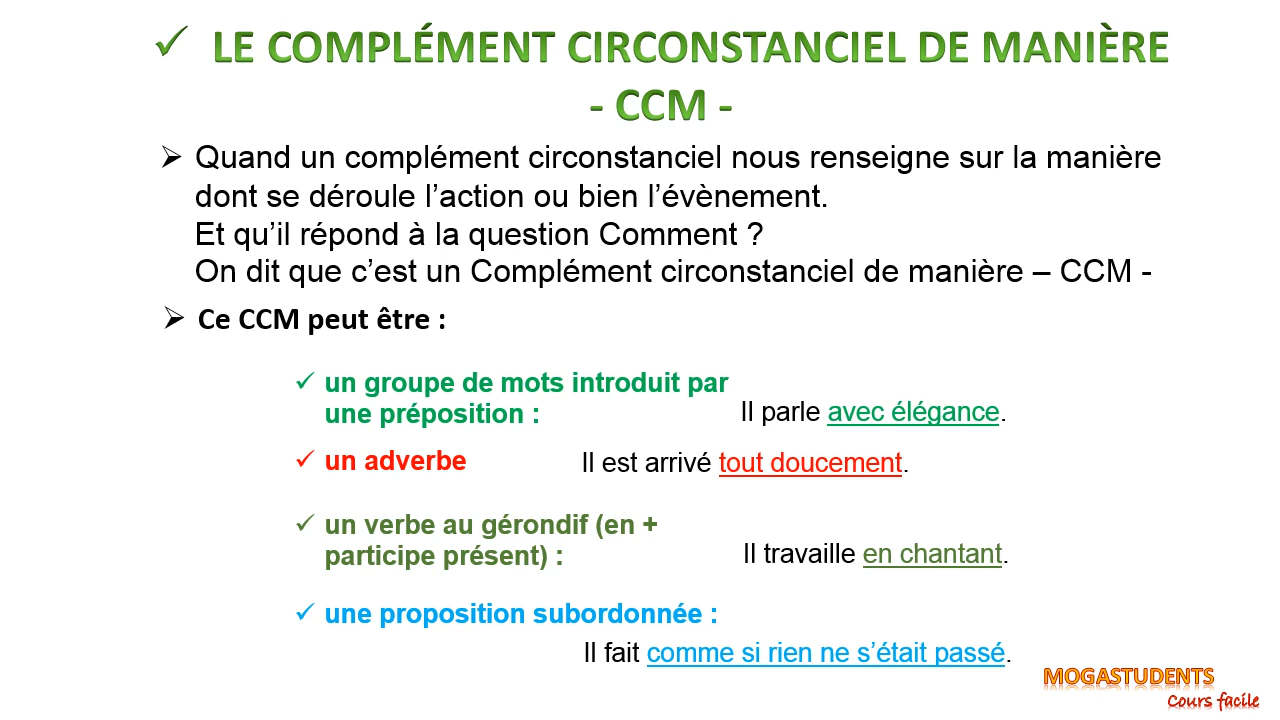 ✓ LE COMPLÉMENT CIRCONSTANCIEL DE MANIÈRE
- CCM -
➢ Quand un complément circonstanciel nous renseigne sur la manière
dont se déroule l’action ou bien l’évènement.
Et qu’il répond à la question Comment ?
On dit que c’est un Complément circonstanciel de manière – CCM -
➢ Ce CCM peut être :
✓ un groupe de mots introduit par
une préposition : Il parle avec élégance.
✓ un adverbe Il est arrivé tout doucement.
✓ un verbe au gérondif (en +
participe présent) : Il travaille en chantant.
✓ une proposition subordonnée :
Il fait comme si rien ne s’était passé.
MOGASTUDENTS
Cours facile